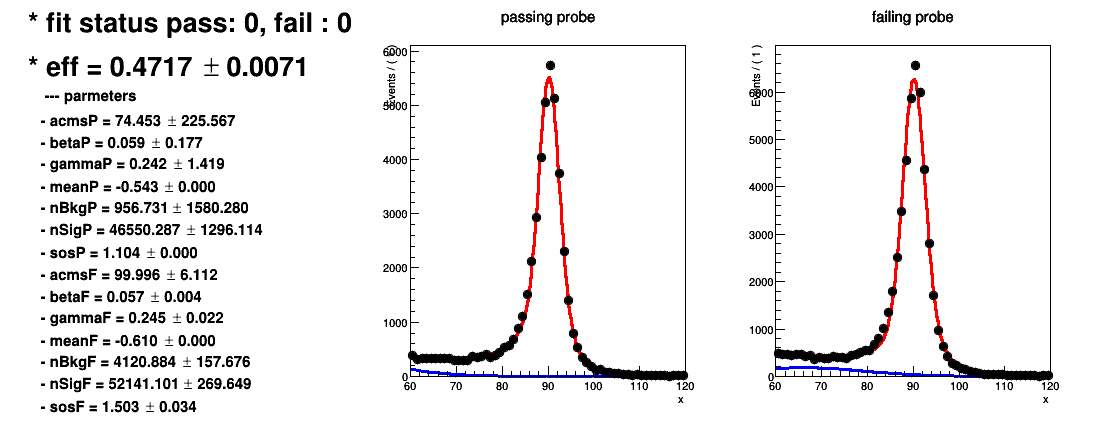 * fit status pass: 0, fail : 0
* eff = 0.4717 ± 0.0071
--- parmeters
- acmsP = 74.453 ± 225.567
- betaP = 0.059 ± 0.177
- gammaP = 0.242 ± 1.419
- meanP = -0.543 ± 0.000
- nBkgP = 956.731 ± 1580.280
- nSigP = 46550.287 ± 1296.114
- sosP = 1.104 ± 0.000
- acmsF = 99.996 ± 6.112
- betaF = 0.057 ± 0.004
- gammaF = 0.245 ± 0.022
- meanF = -0.610 ± 0.000
- nBkgF = 4120.884 ± 157.676
- nSigF = 52141.101 ± 269.649
- sosF = 1.503 ± 0.034
passing probe
Events / ( 1 )
6000
5000
4000
3000
2000
1000
0
60 70 80 90 100 110 120
x
failing probe
Events / ( 1 )
6000
5000
4000
3000
2000
1000
0
60 70 80 90 100 110 120
x